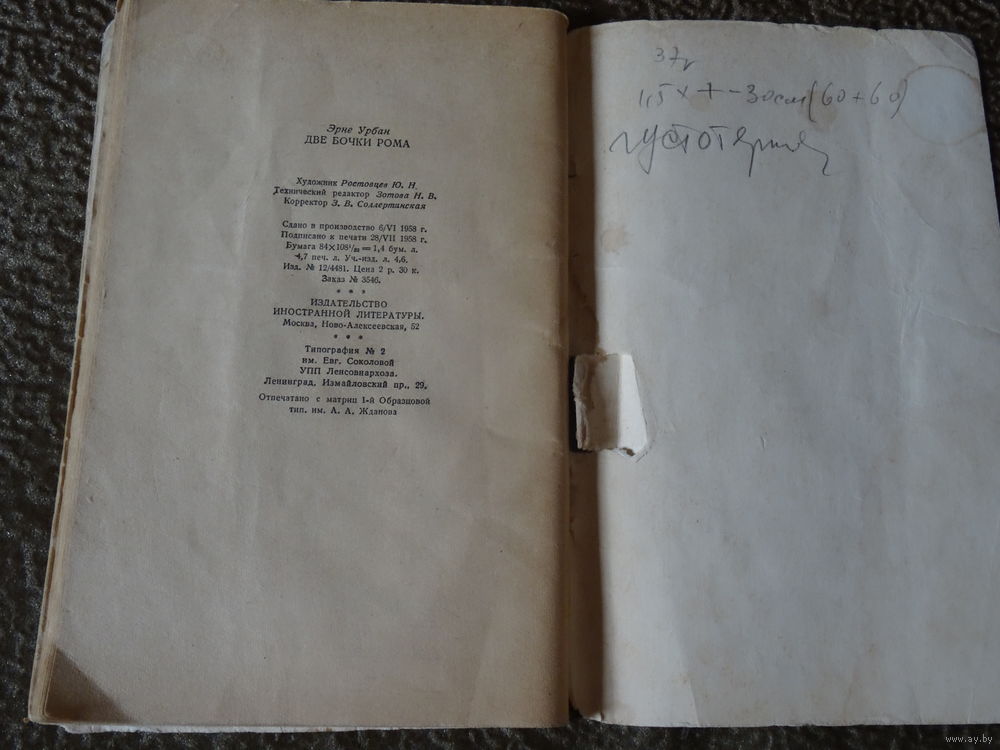 Эрне Урбан
ДВЕ БОЧКИ РОМА
Художник Ростовцев Ю. Н.
Технический редактор Зотова Н. В.
Корректор З. В. Соллертинская
Сдано в производство 6/VI 1958 г.
Подписано к печати 28/VII 1958 г.
Бумага 84×108¹/₃₂=1,4 бум. л.
4,7 печ. л. Уч.-изд. л. 4,6.
Изд. № 12/4481. Цена 2 р. 30 к.
Заказ № 3546.
* * *
ИЗДАТЕЛЬСТВО
ИНОСТРАННОЙ ЛИТЕРАТУРЫ.
Москва, Ново-Алексеевская, 52
* * *
Типография № 2
им. Евг. Соколовой
УПП Ленсовнархоза.
Ленинград, Измайловский пр., 29.
Отпечатано с матриц 1-й Образцовой
тип. им. А. А. Жданова
37
30 см (60+60)
www.ay.by